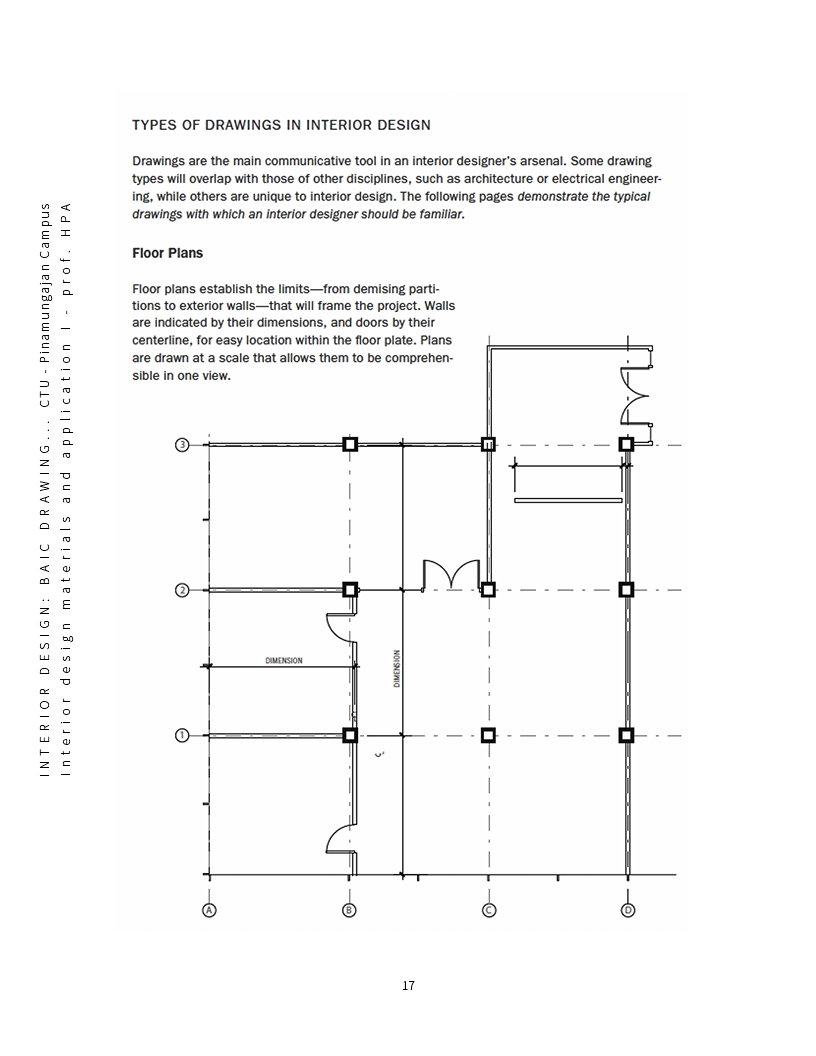 TYPES OF DRAWINGS IN INTERIOR DESIGN
Drawings are the main communicative tool in an interior designer's arsenal. Some drawing
types will overlap with those of other disciplines, such as architecture or electrical engineer-
ing, while others are unique to interior design. The following pages demonstrate the typical
drawings with which an interior designer should be familiar.
Floor Plans
Floor plans establish the limits—from demising parti-
tions to exterior walls—that will frame the project. Walls
are indicated by their dimensions, and doors by their
centerline, for easy location within the floor plate. Plans
are drawn at a scale that allows them to be comprehen-
sible in one view.
INTERIOR DESIGN: BAIC DRAWING... CTU - Pinamungajan Campus
Interior design materials and application I - prof. HPA
3
2
DIMENSION
DIMENSION
1
A
B
C
D
17